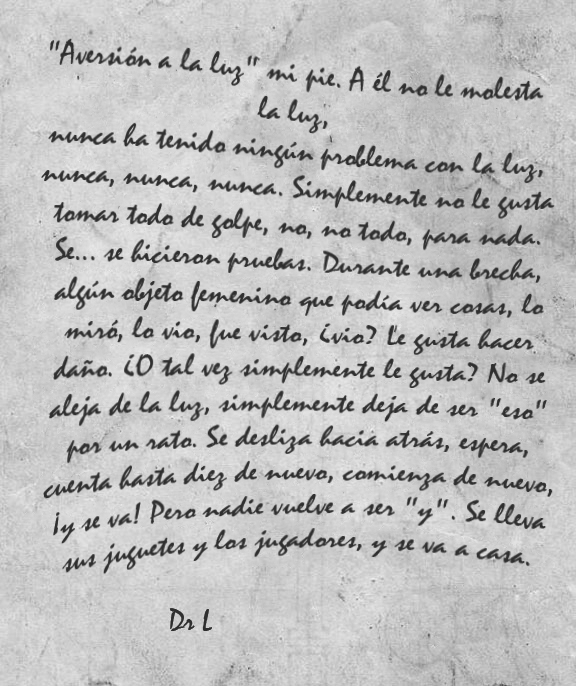 "Aversión a la luz" mi pie. A él no le molesta
la luz,
nunca ha tenido ningún problema con la luz,
nunca, nunca, nunca. Simplemente no le gusta
tomar todo de golpe, no, no todo, para nada.
Se... se hicieron pruebas. Durante una brecha,
algún objeto femenino que podía ver cosas, lo
miró, lo vio, fue visto, ¿vio? Le gusta hacer
daño. ¿O tal vez simplemente le gusta? No se
aleja de la luz, simplemente deja de ser "eso"
por un rato. Se desliza hacia atrás, espera,
cuenta hasta diez de nuevo, comienza de nuevo,
¡y se va! Pero nadie vuelve a ser "y". Se lleva
sus juguetes y los jugadores, y se va a casa.
Dr L